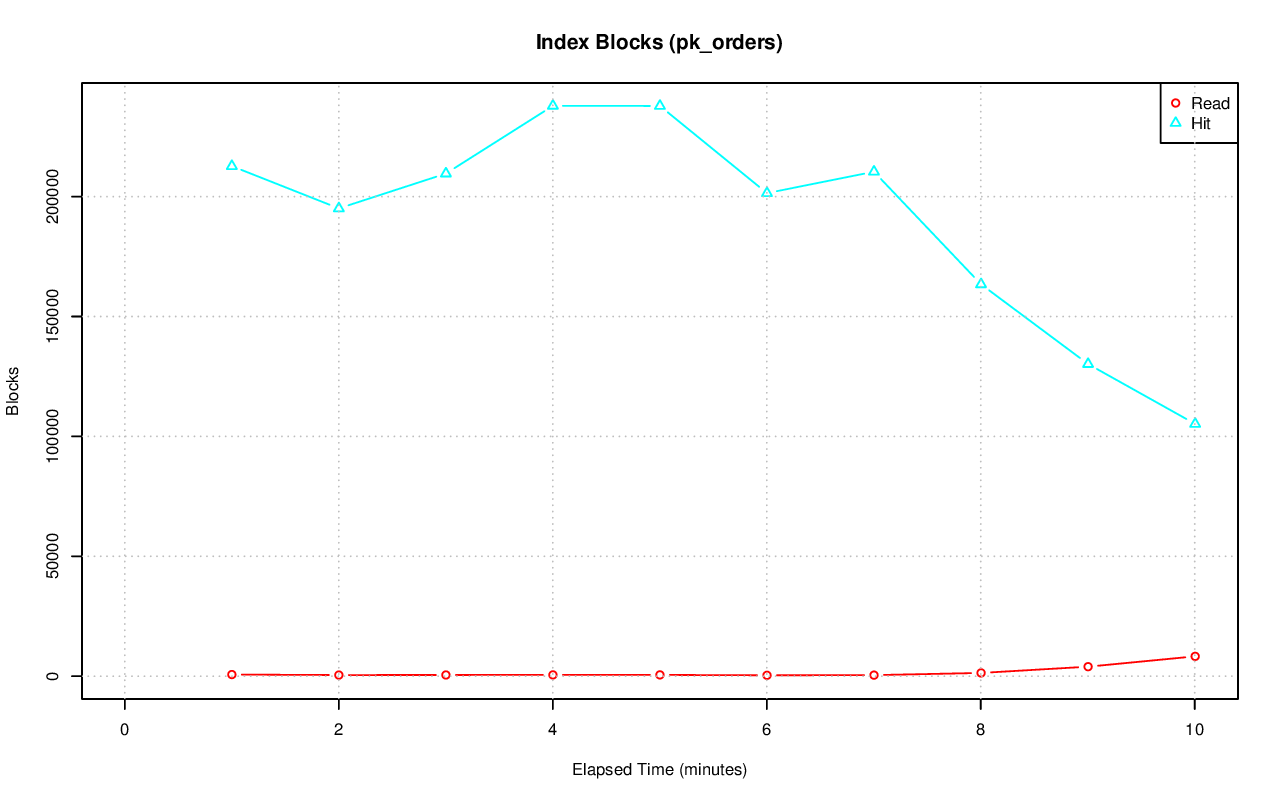 Index Blocks (pk_orders)
Read
Hit
Blocks
200000
150000
100000
50000
0
0 2 4 6 8 10
Elapsed Time (minutes)